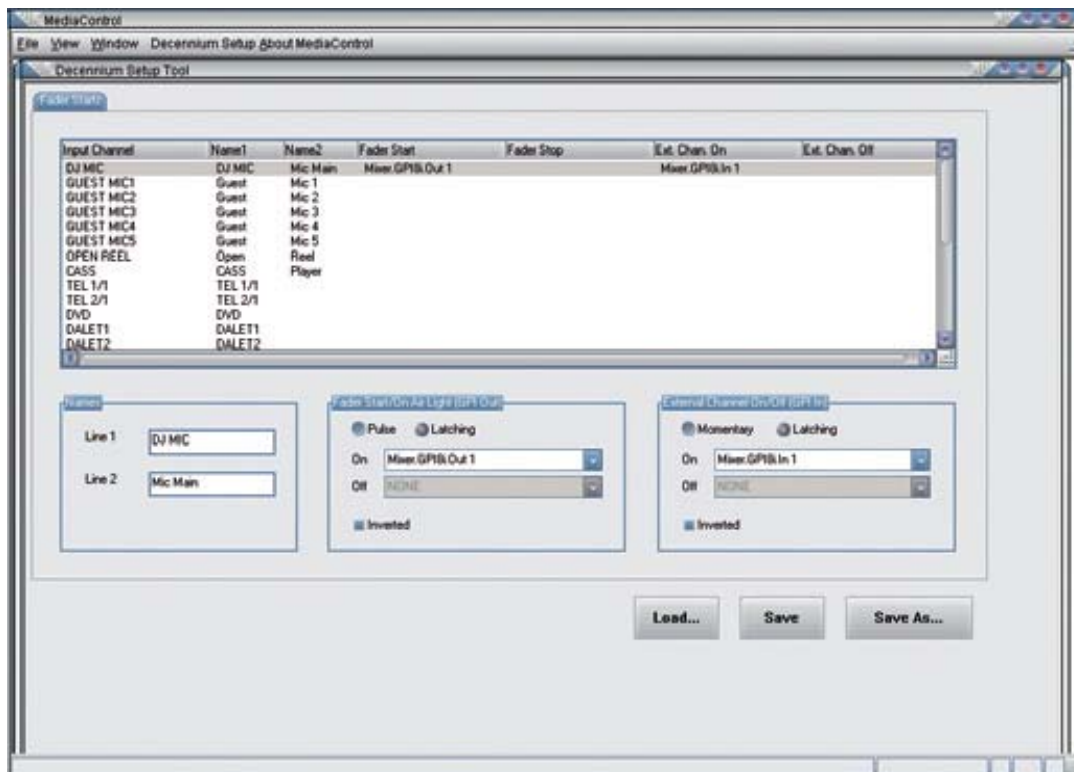 MediaControl
File View Window Decennium Setup About MediaControl
Decennium Setup Tool
Fader Start/
Input Channel Name1 Name2 Fader Start Fader Stop Ext. Chan. On Ext. Chan. Off
DJ MIC DJ MIC Mic Main Mixer.GPI8i.Out 1 Mixer.GPI8i.In 1
GUEST MIC1 Guest Mic 1
GUEST MIC2 Guest Mic 2
GUEST MIC3 Guest Mic 3
GUEST MIC4 Guest Mic 4
GUEST MIC5 Guest Mic 5
OPEN REEL Open Reel
CASS CASS Player
TEL 1/1 TEL 1/1
TEL 2/1 TEL 2/1
DVD DVD
DALET1 DALET1
DALET2 DALET2
Names
Line 1 DJ MIC
Line 2 Mic Main
Fader Start/On Air Light (GPI Out)
Pulse Latching
On Mixer.GPI8i.Out 1
Off NONE
Inverted
External Channel On/Off (GPI In)
Momentary Latching
On Mixer.GPI8i.In 1
Off NONE
Inverted
Load... Save Save As...